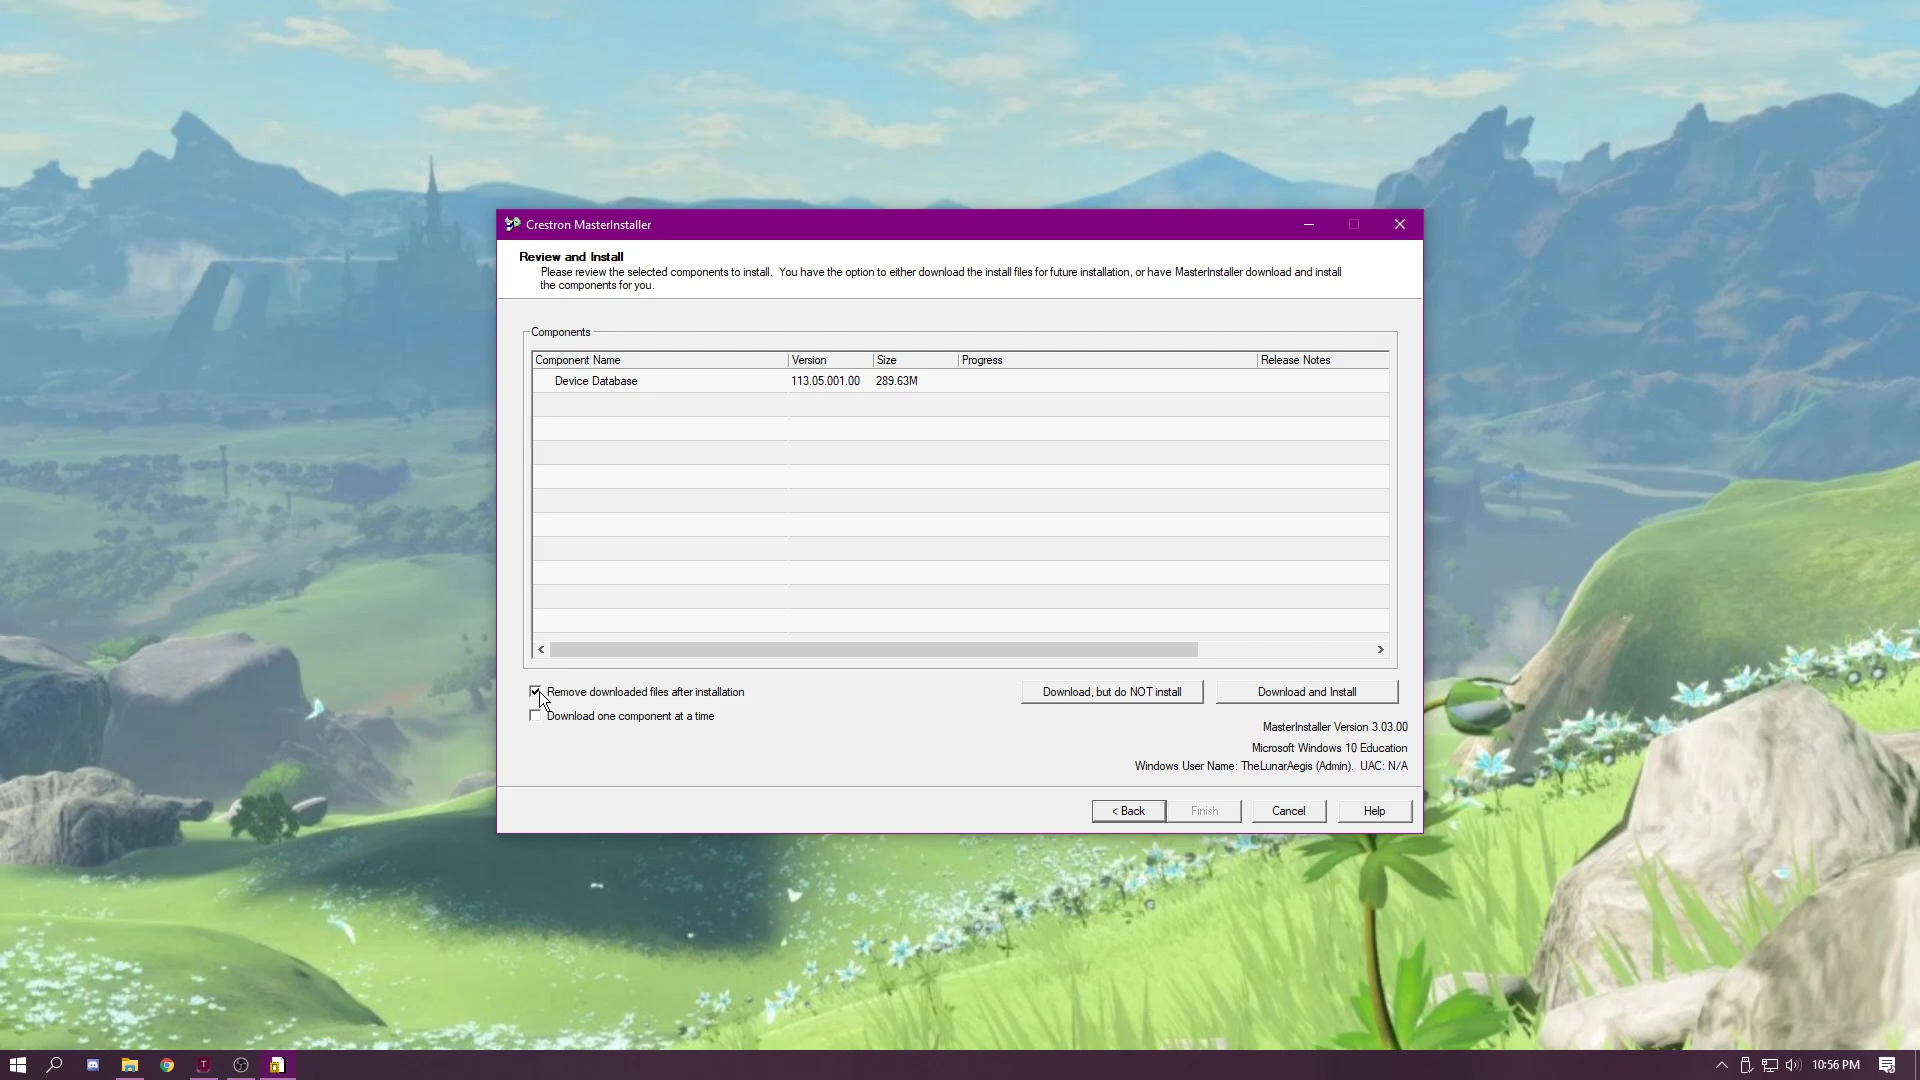 Crestron MasterInstaller
Review and Install
Please review the selected components to install.  You have the option to either download the install files for future installation, or have MasterInstaller download and install
the components for you.
Components
Component Name Version Size Progress Release Notes
Device Database 113.05.001.00 289.63M
Remove downloaded files after installation
Download, but do NOT install
Download and Install
Download one component at a time
MasterInstaller Version 3.03.00
Microsoft Windows 10 Education
Windows User Name: TheLunarAegis (Admin).  UAC: N/A
< Back
Finish
Cancel
Help
10:56 PM